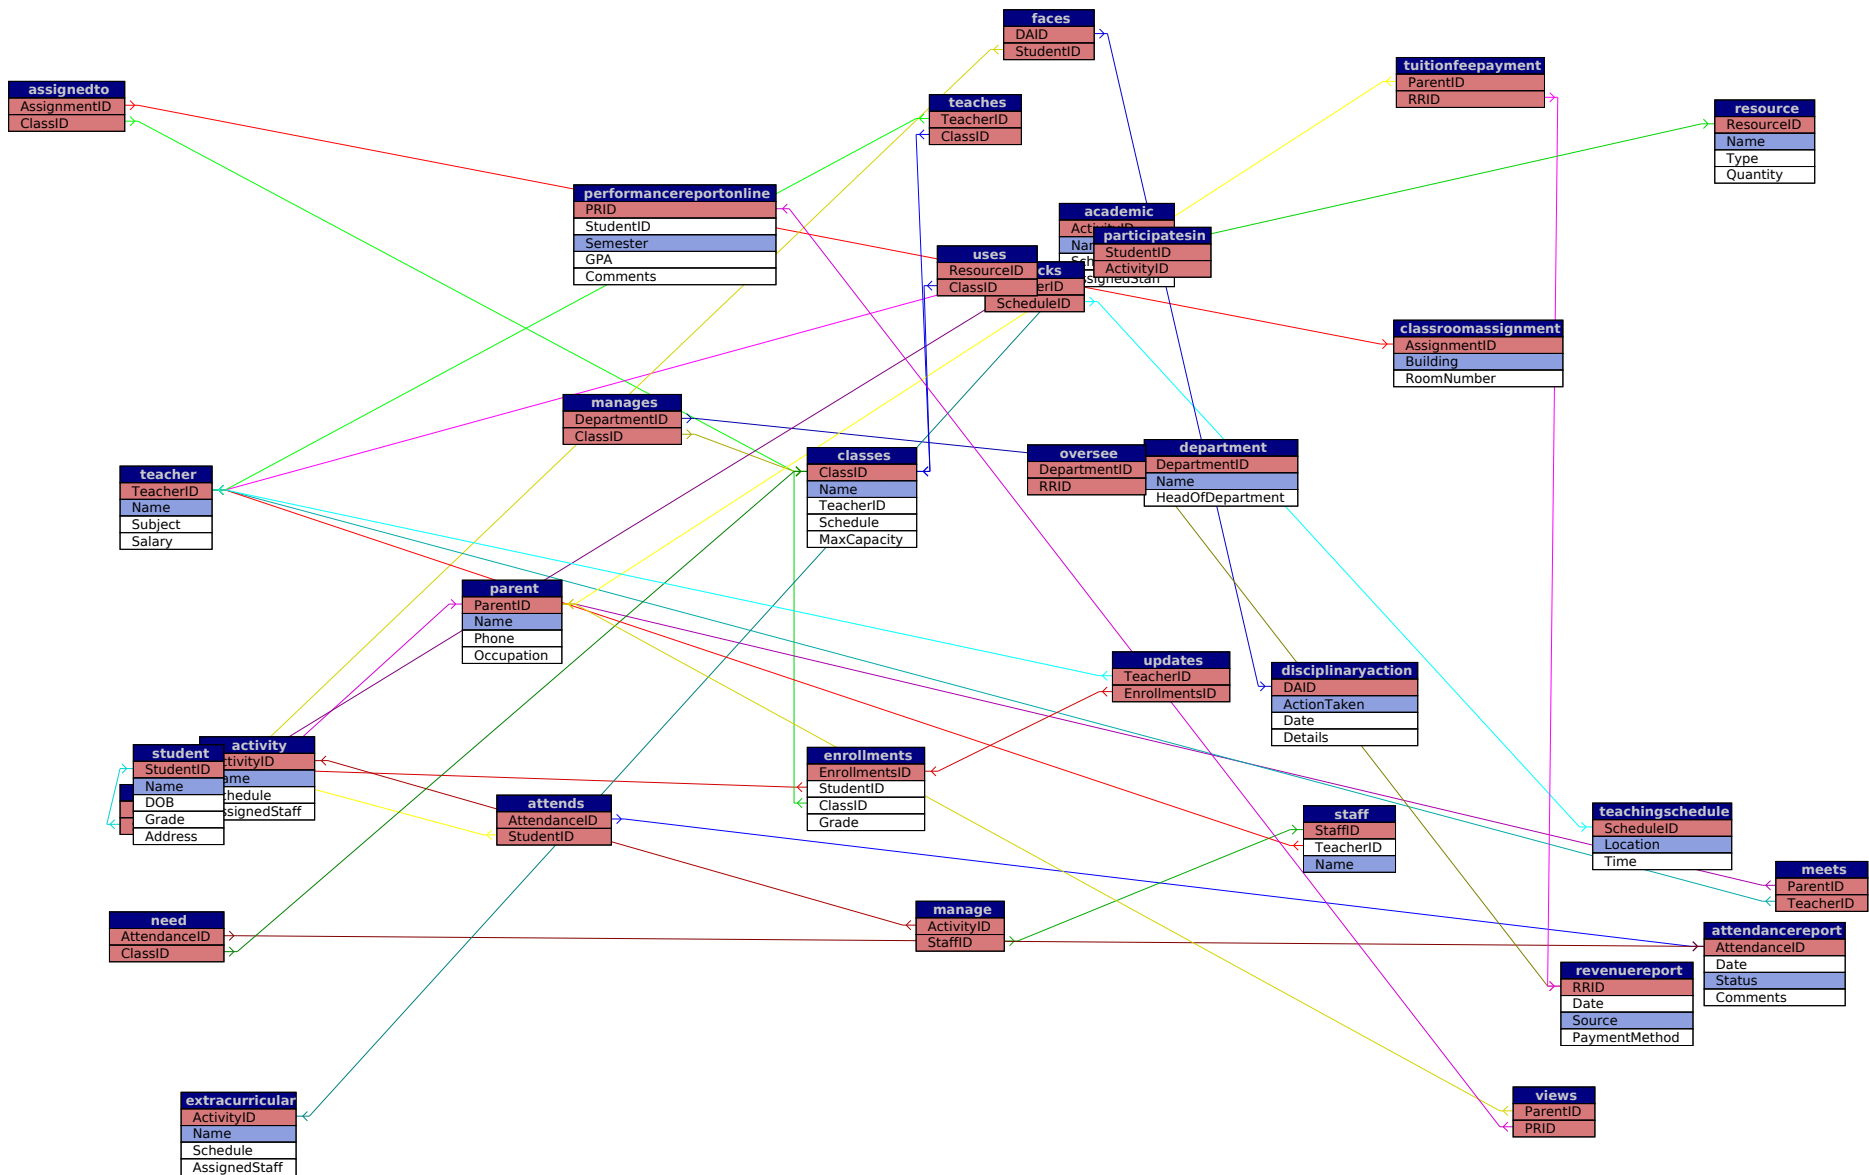 faces
DAID
StudentID
tuitionfeepayment
ParentID
RRID
assignedto
AssignmentID
ClassID
teaches
TeacherID
ClassID
resource
ResourceID
Name
Type
Quantity
performancereportonline
PRID
StudentID
Semester
GPA
Comments
academic
participatesin
StudentID
ActivityID
uses
ResourceID
ClassID
ScheduleID
classroomassignment
AssignmentID
Building
RoomNumber
manages
DepartmentID
ClassID
classes
ClassID
Name
TeacherID
Schedule
MaxCapacity
oversee
DepartmentID
RRID
department
DepartmentID
Name
HeadOfDepartment
teacher
TeacherID
Name
Subject
Salary
parent
ParentID
Name
Phone
Occupation
updates
TeacherID
EnrollmentsID
disciplinaryaction
DAID
ActionTaken
Date
Details
student
StudentID
Name
DOB
Grade
Address
activity
enrollments
EnrollmentsID
StudentID
ClassID
Grade
attends
AttendanceID
StudentID
staff
StaffID
TeacherID
Name
teachingschedule
ScheduleID
Location
Time
meets
ParentID
TeacherID
need
AttendanceID
ClassID
manage
ActivityID
StaffID
attendancereport
AttendanceID
Date
Status
Comments
revenuereport
RRID
Date
Source
PaymentMethod
extracurricular
ActivityID
Name
Schedule
AssignedStaff
views
ParentID
PRID